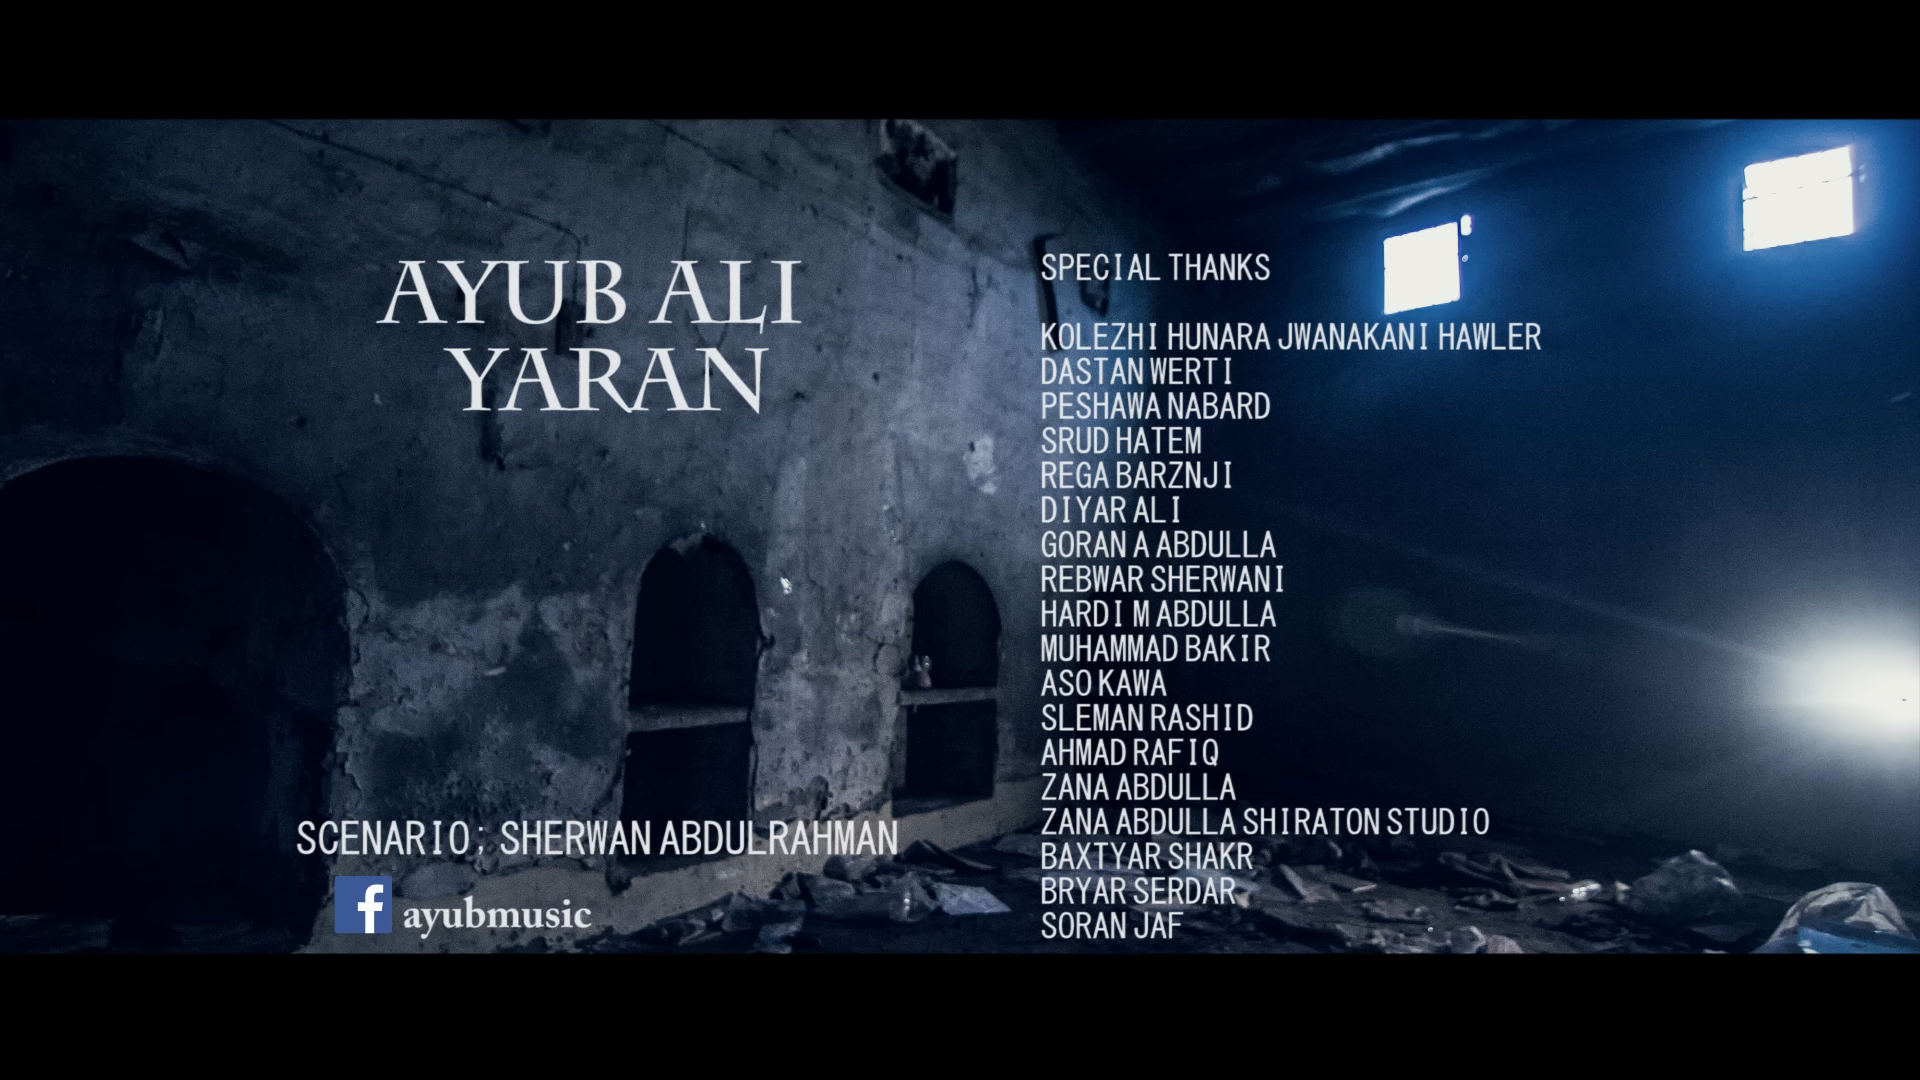 AYUB ALI
YARAN
SCENARIO; SHERWAN ABDULRAHMAN
ayubmusic
SPECIAL THANKS
KOLEZHI HUNARA JWANAKANI HAWLER
DASTAN WERTI
PESHAWA NABARD
SRUD HATEM
REGA BARZNJI
DIYAR ALI
GORAN A ABDULLA
REBWAR SHERWANI
HARDI M ABDULLA
MUHAMMAD BAKIR
ASO KAWA
SLEMAN RASHID
AHMAD RAFIQ
ZANA ABDULLA
ZANA ABDULLA SHIRATON STUDIO
BAXTYAR SHAKR
BRYAR SERDAR
SORAN JAF